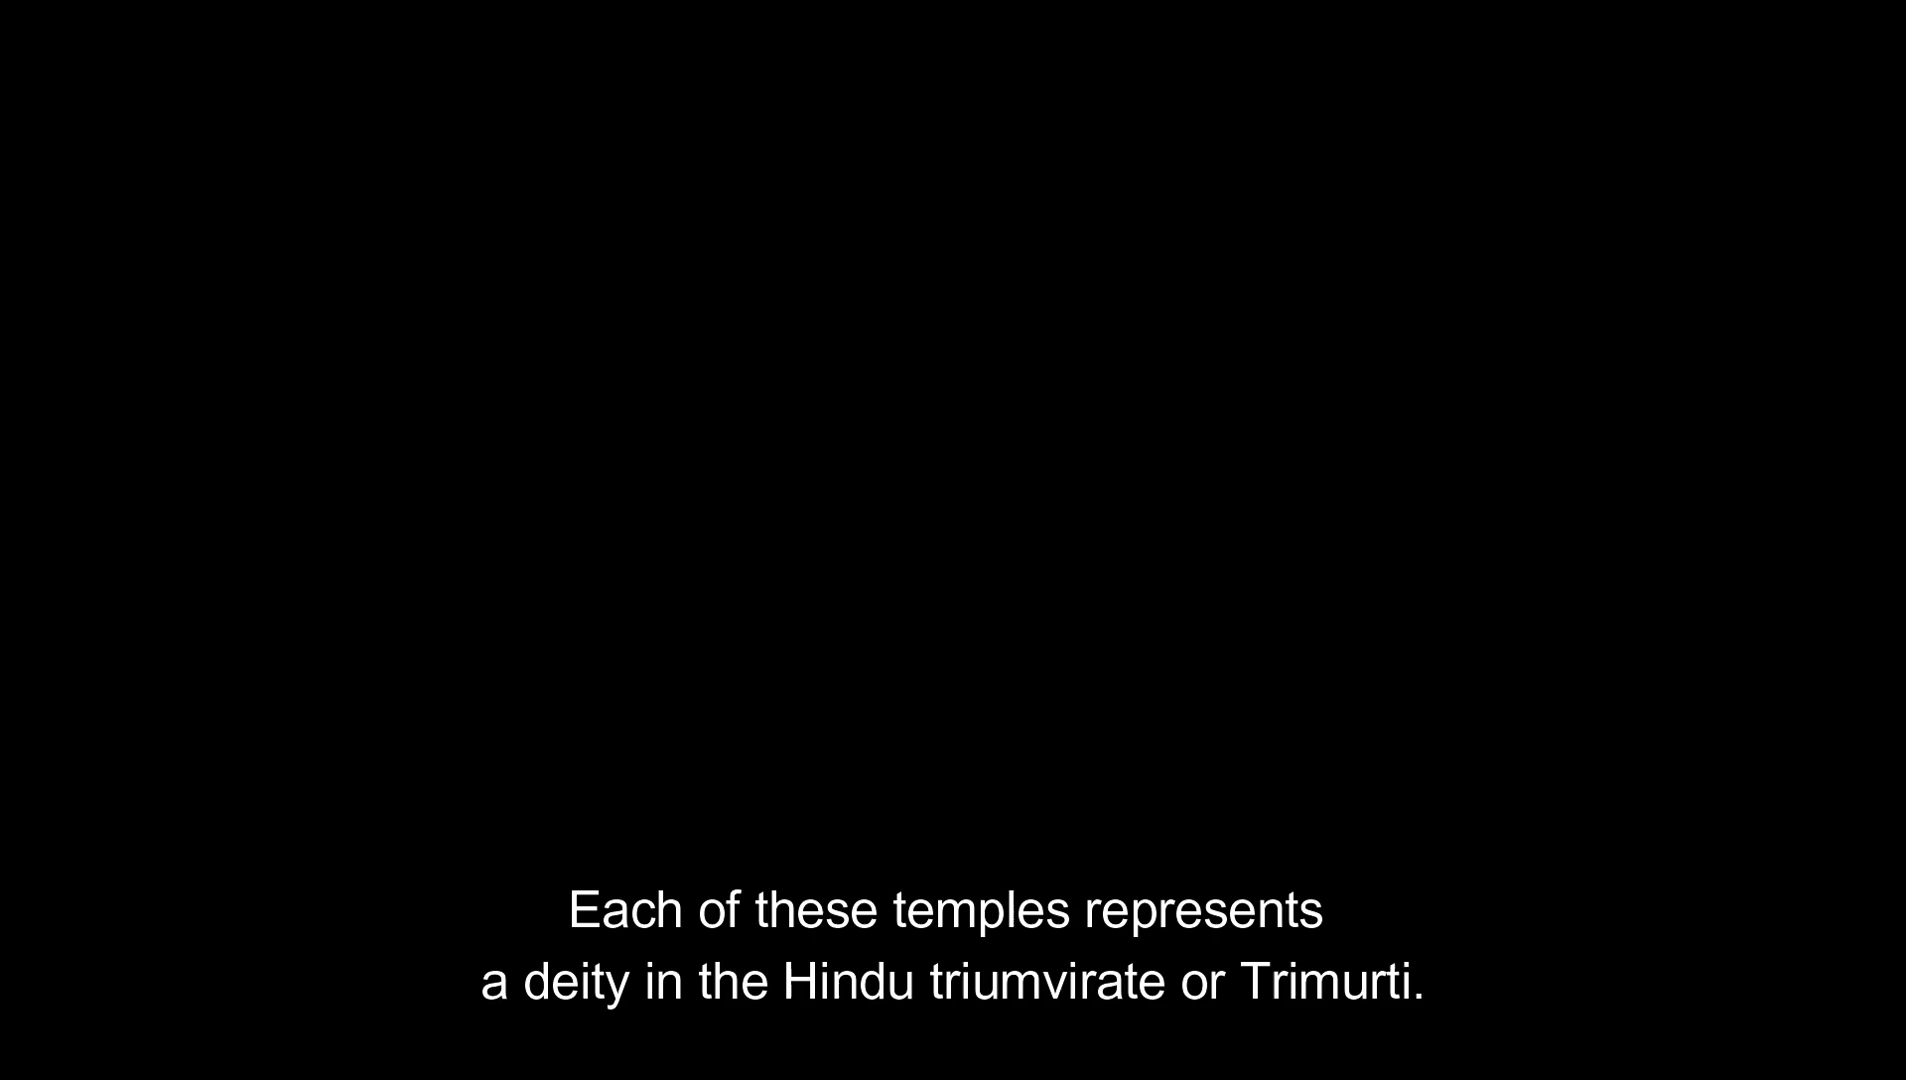 Each of these temples represents
a deity in the Hindu triumvirate or Trimurti.